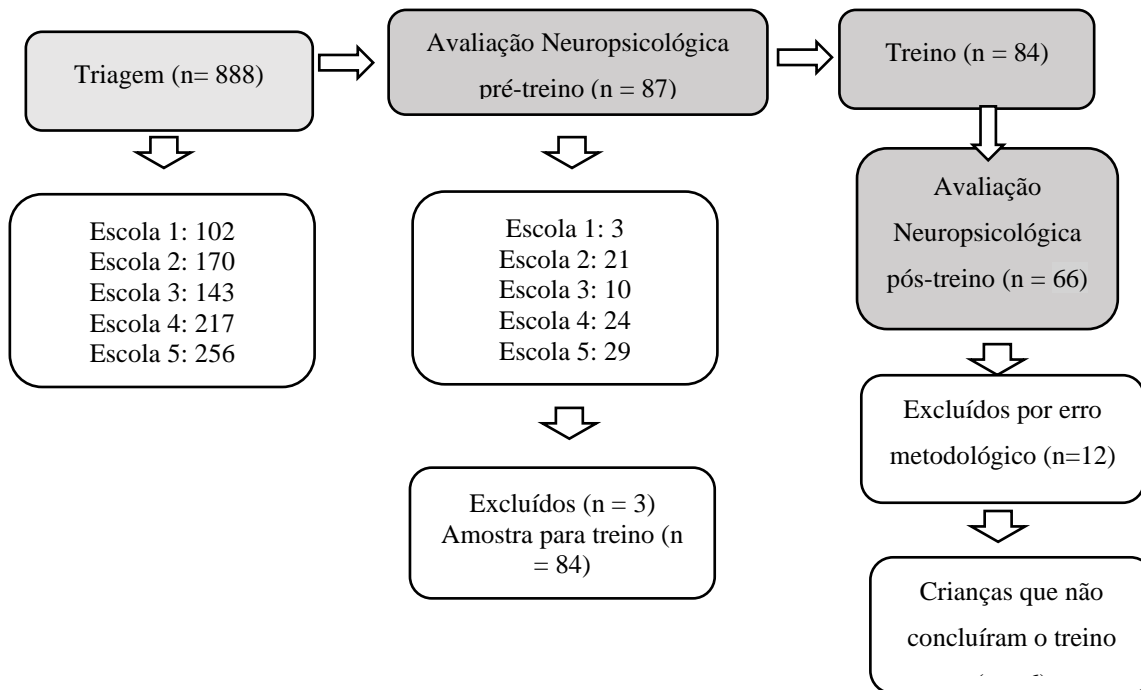 Triagem (n= 888)
Avaliação Neuropsicológica
pré-treino (n = 87)
Treino (n = 84)
Escola 1: 102
Escola 2: 170
Escola 3: 143
Escola 4: 217
Escola 5: 256
Escola 1: 3
Escola 2: 21
Escola 3: 10
Escola 4: 24
Escola 5: 29
Excluídos (n = 3)
Amostra para treino (n
= 84)
Avaliação
Neuropsicológica
pós-treino (n = 66)
Excluídos por erro
metodológico (n=12)
Crianças que não
concluíram o treino